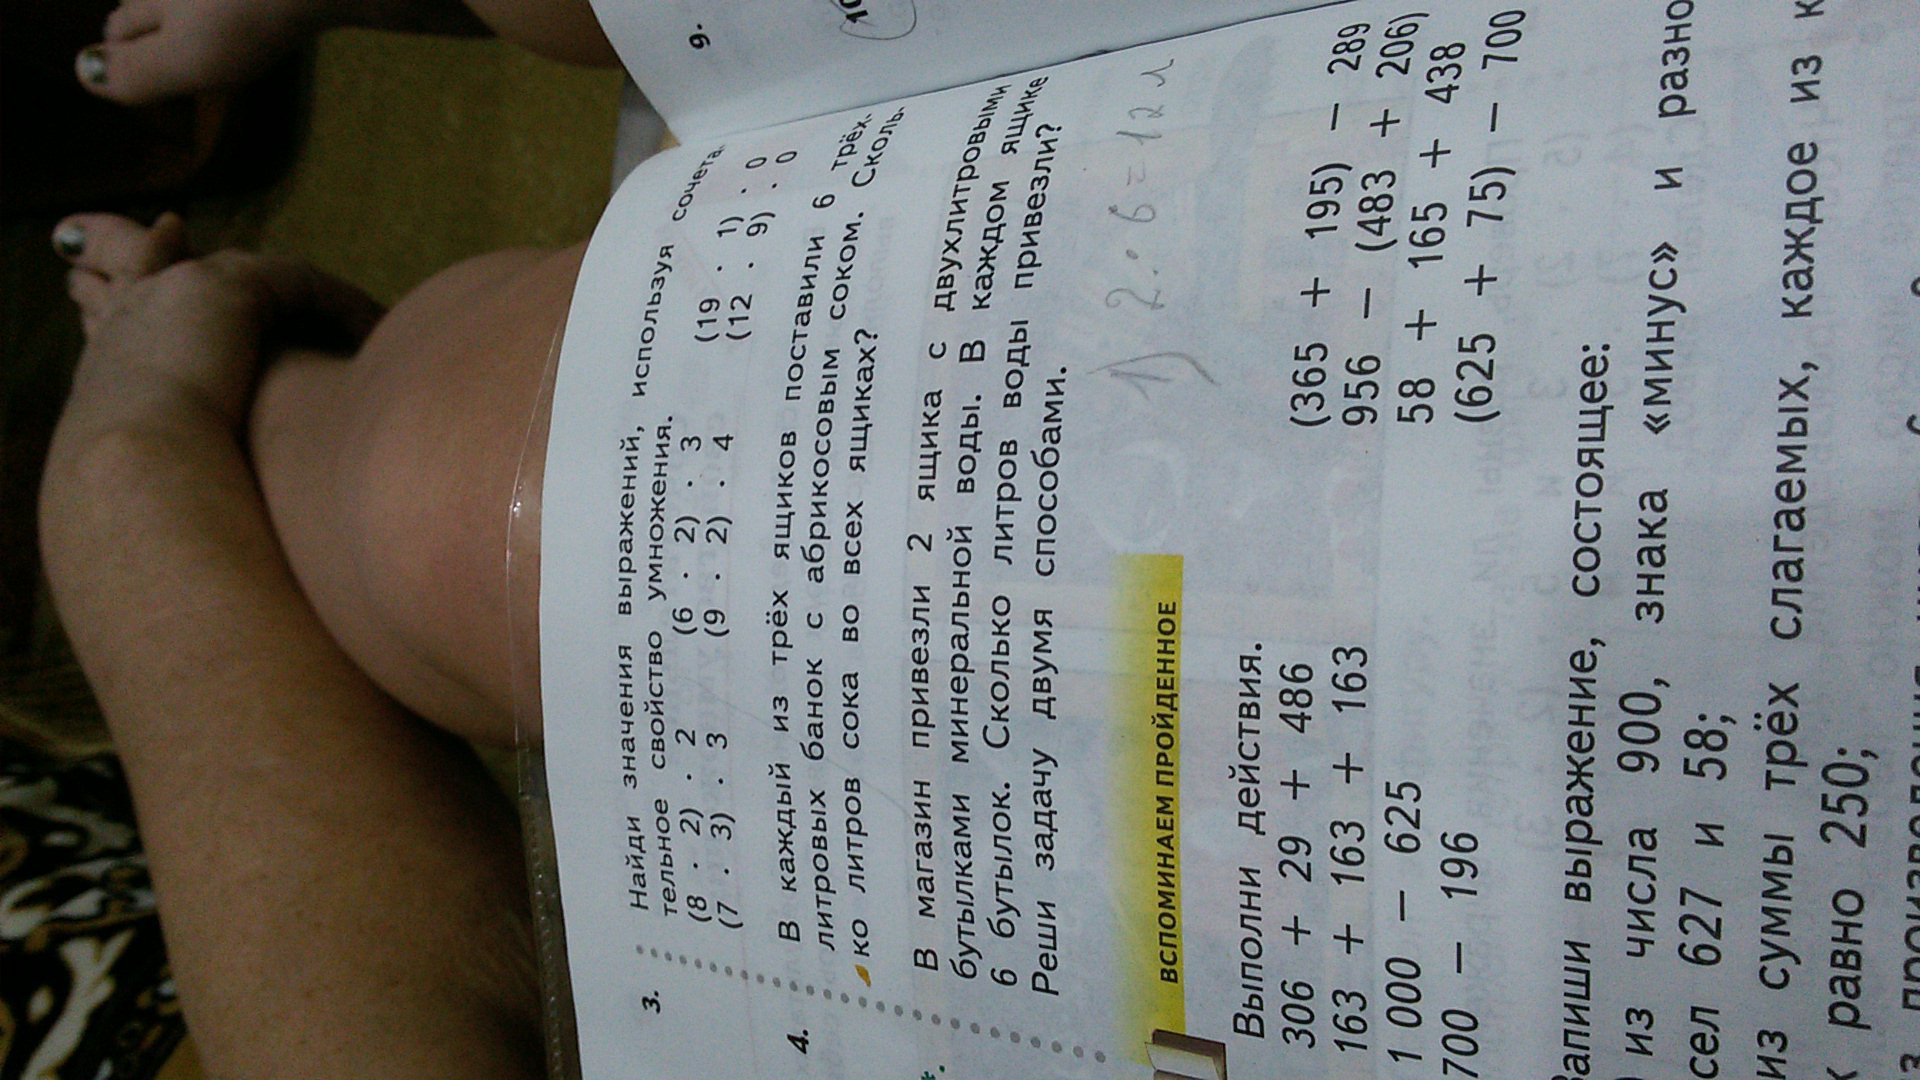 3. Найди значения выражений, используя сочета-
тельное свойство умножения.
(8 · 2) · 2 (6 · 2) · 3 (19 · 1) · 0
(7 · 3) · 3 (9 · 2) · 4 (12 · 9) · 0
4. В каждый из трёх ящиков поставили 6 трёх-
литровых банок с абрикосовым соком. Сколь-
ко литров сока во всех ящиках?
В магазин привезли 2 ящика с двухлитровыми
бутылками минеральной воды. В каждом ящике
6 бутылок. Сколько литров воды привезли?
Реши задачу двумя способами.
1) 2 · 6 = 12 л
ВСПОМИНАЕМ ПРОЙДЕННОЕ
Выполни действия.
306 + 29 + 486 (365 + 195) − 289
163 + 163 + 163 956 − (483 + 206)
1 000 − 625 58 + 165 + 438
700 − 196 (625 + 75) − 700
Запиши выражение, состоящее:
из числа 900, знака «минус» и разно
сел 627 и 58;
из суммы трёх слагаемых, каждое из к
х равно 250;
9.
10